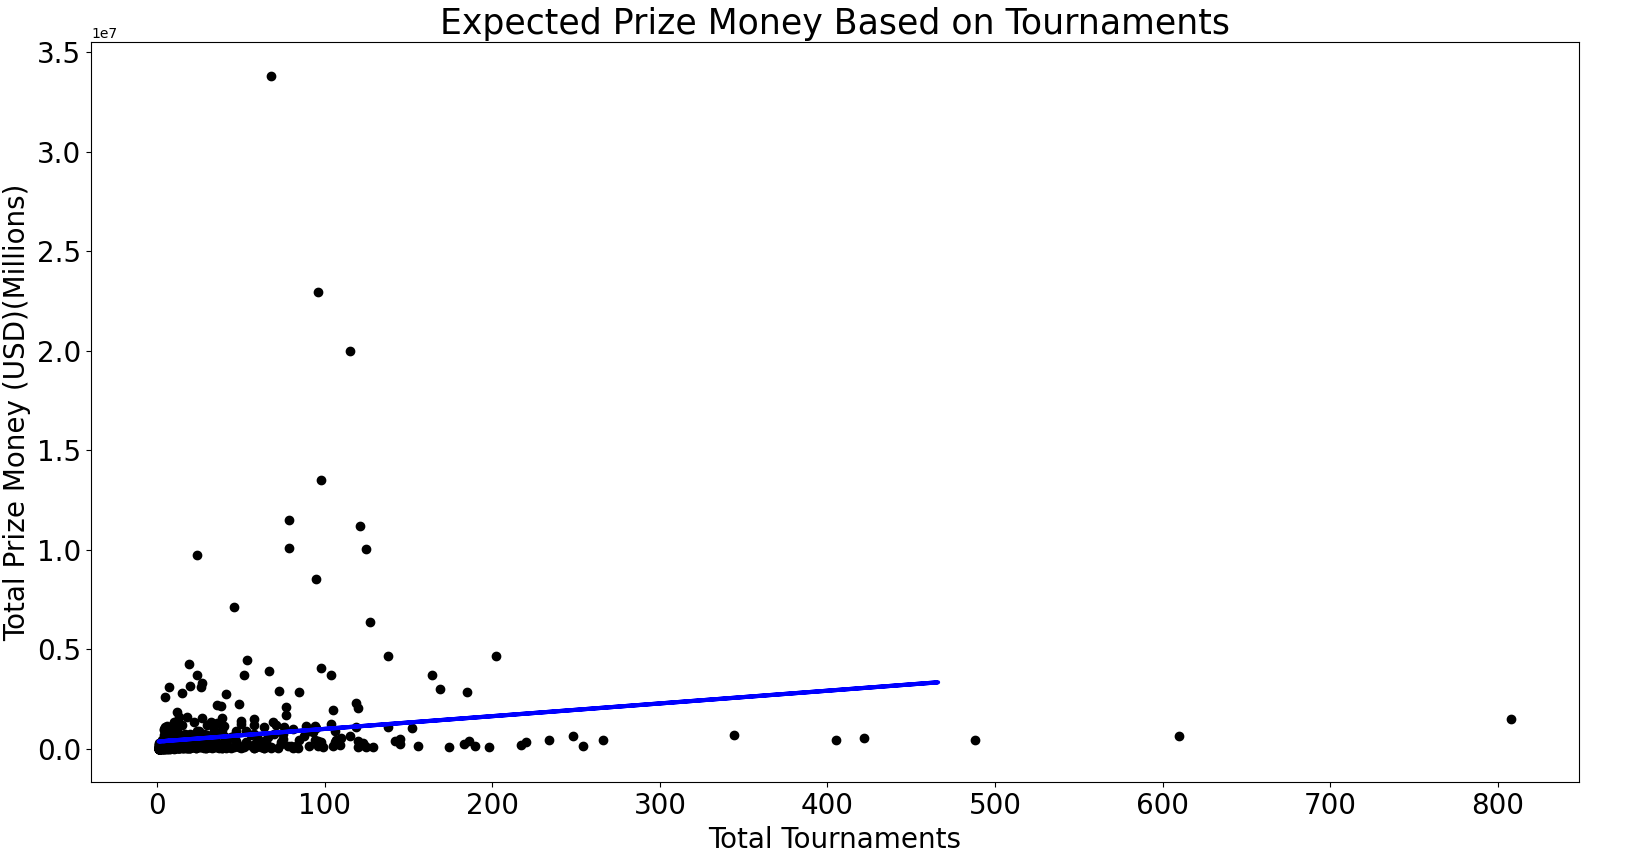 Expected Prize Money Based on Tournaments
1e7
3.5
3.0
2.5
2.0
1.5
1.0
0.5
0.0
Total Prize Money (USD)(Millions)
0 100 200 300 400 500 600 700 800
Total Tournaments